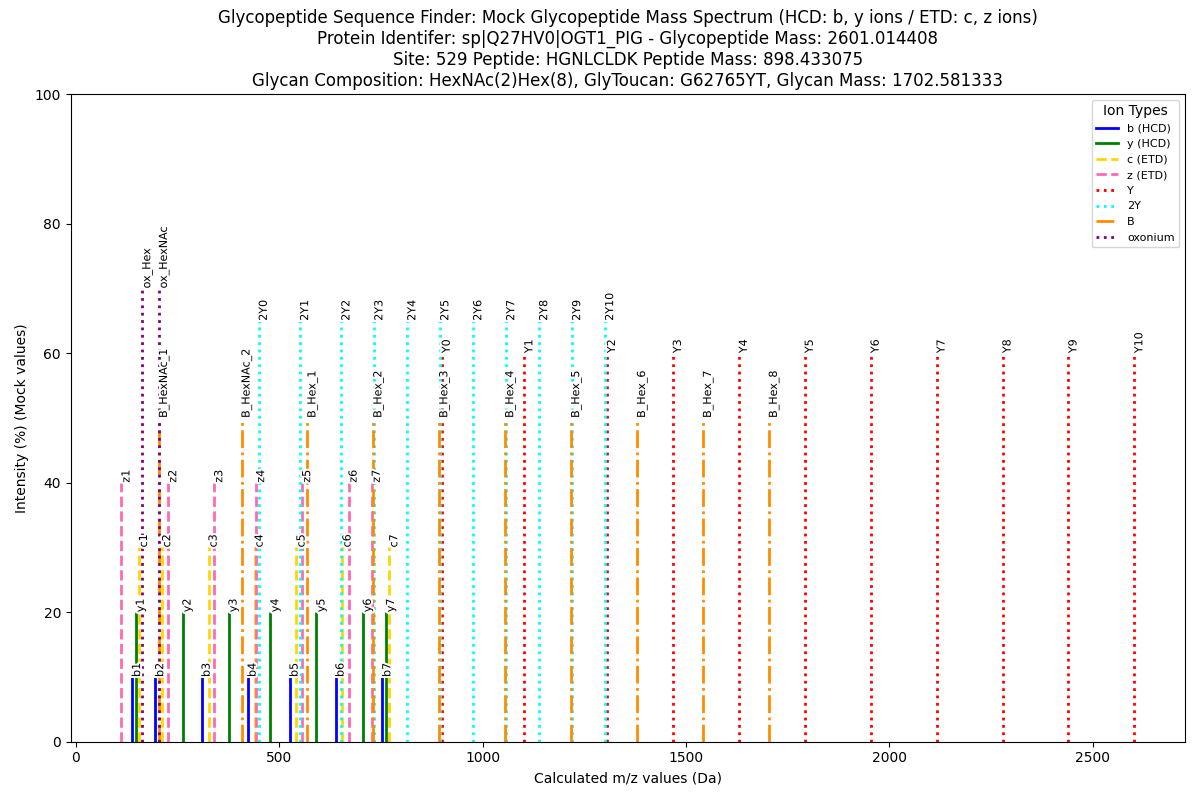 Glycopeptide Sequence Finder: Mock Glycopeptide Mass Spectrum (HCD: b, y ions / ETD: c, z ions)
Protein Identifer: sp|Q27HV0|OGT1_PIG - Glycopeptide Mass: 2601.014408
Site: 529 Peptide: HGNLCLDK Peptide Mass: 898.433075
Glycan Composition: HexNAc(2)Hex(8), GlyToucan: G62765YT, Glycan Mass: 1702.581333
Intensity (%) (Mock values)
100
80
60
40
20
0
Ion Types
b (HCD)
y (HCD)
c (ETD)
z (ETD)
Y
2Y
B
oxonium
ox_Hex
ox_HexNAc
2Y0
2Y1
2Y2
2Y3
2Y4
2Y5
2Y6
2Y7
2Y8
2Y9
2Y10
Y0
Y1
Y2
Y3
Y4
Y5
Y6
Y7
Y8
Y9
Y10
B_HexNAc_1
B_HexNAc_2
B_Hex_1
B_Hex_2
B_Hex_3
B_Hex_4
B_Hex_5
B_Hex_6
B_Hex_7
B_Hex_8
z1
z2
z3
z4
z5
z6
z7
c1
c2
c3
c4
c5
c6
c7
y1
y2
y3
y4
y5
y6
y7
b1
b2
b3
b4
b5
b6
b7
0
500
1000
1500
2000
2500
Calculated m/z values (Da)